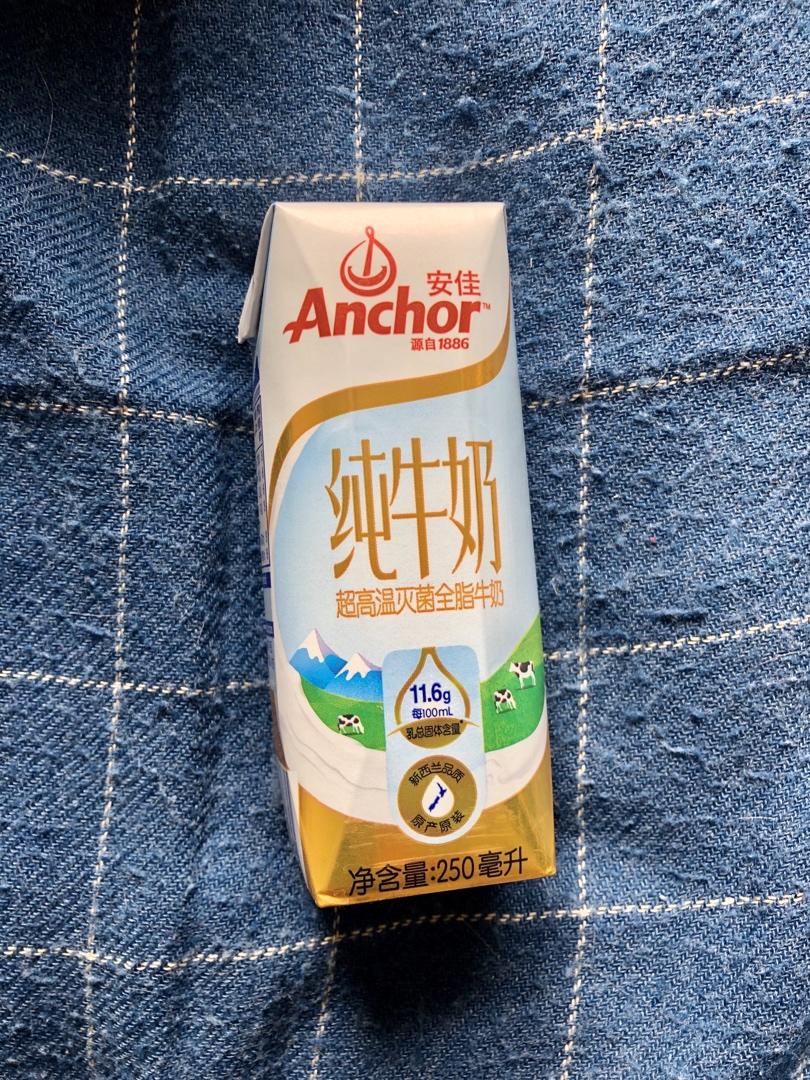 安佳
Anchor™
源自1886
纯牛奶
超高温灭菌全脂牛奶
11.6g
每100mL
乳总固体含量*
新西兰品质
原产原装
净含量:250毫升